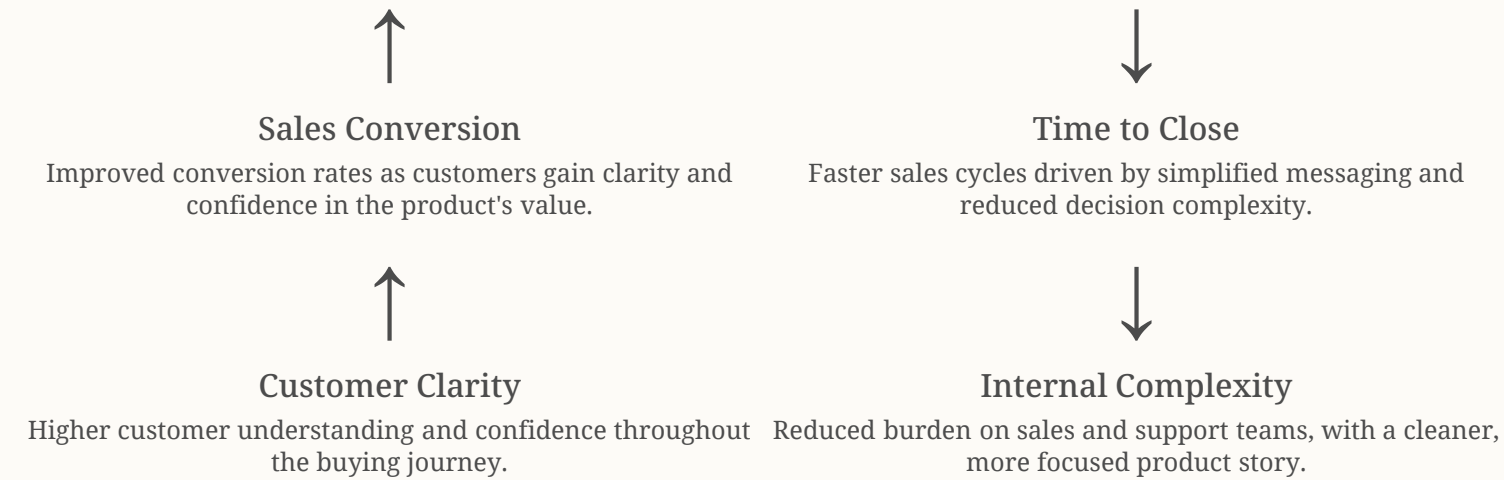 Sales Conversion
Improved conversion rates as customers gain clarity and
confidence in the product's value.
Time to Close
Faster sales cycles driven by simplified messaging and
reduced decision complexity.
Customer Clarity
Higher customer understanding and confidence throughout
the buying journey.
Internal Complexity
Reduced burden on sales and support teams, with a cleaner,
more focused product story.